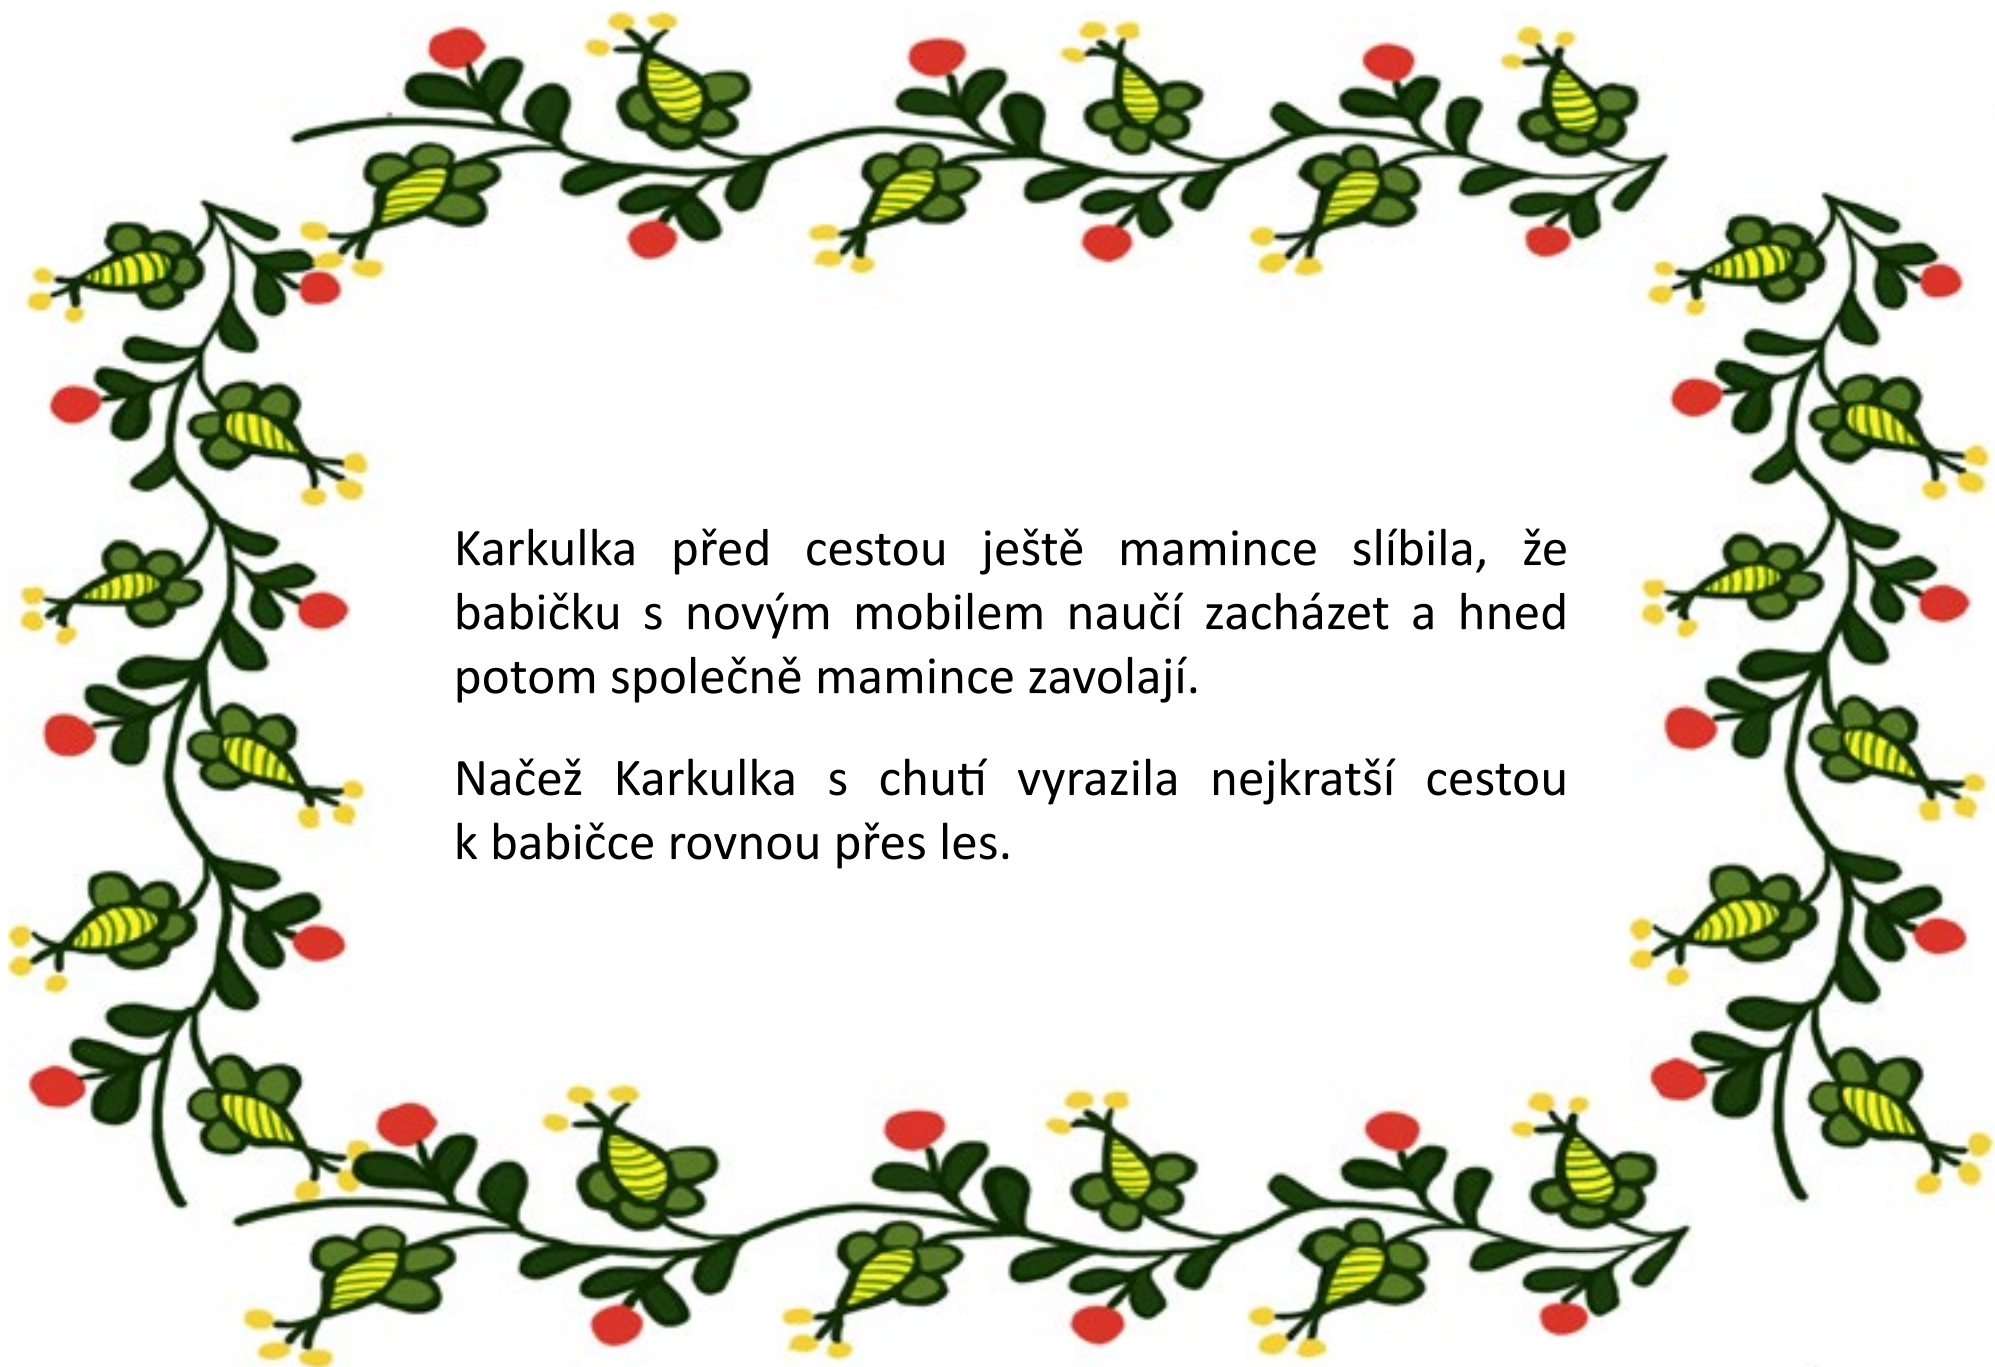 Karkulka před cestou ještě mamince slíbila, že
babičku s novým mobilem naučí zacházet a hned
potom společně mamince zavolají.
Načež Karkulka s chutí vyrazila nejkratší cestou
k babičce rovnou přes les.